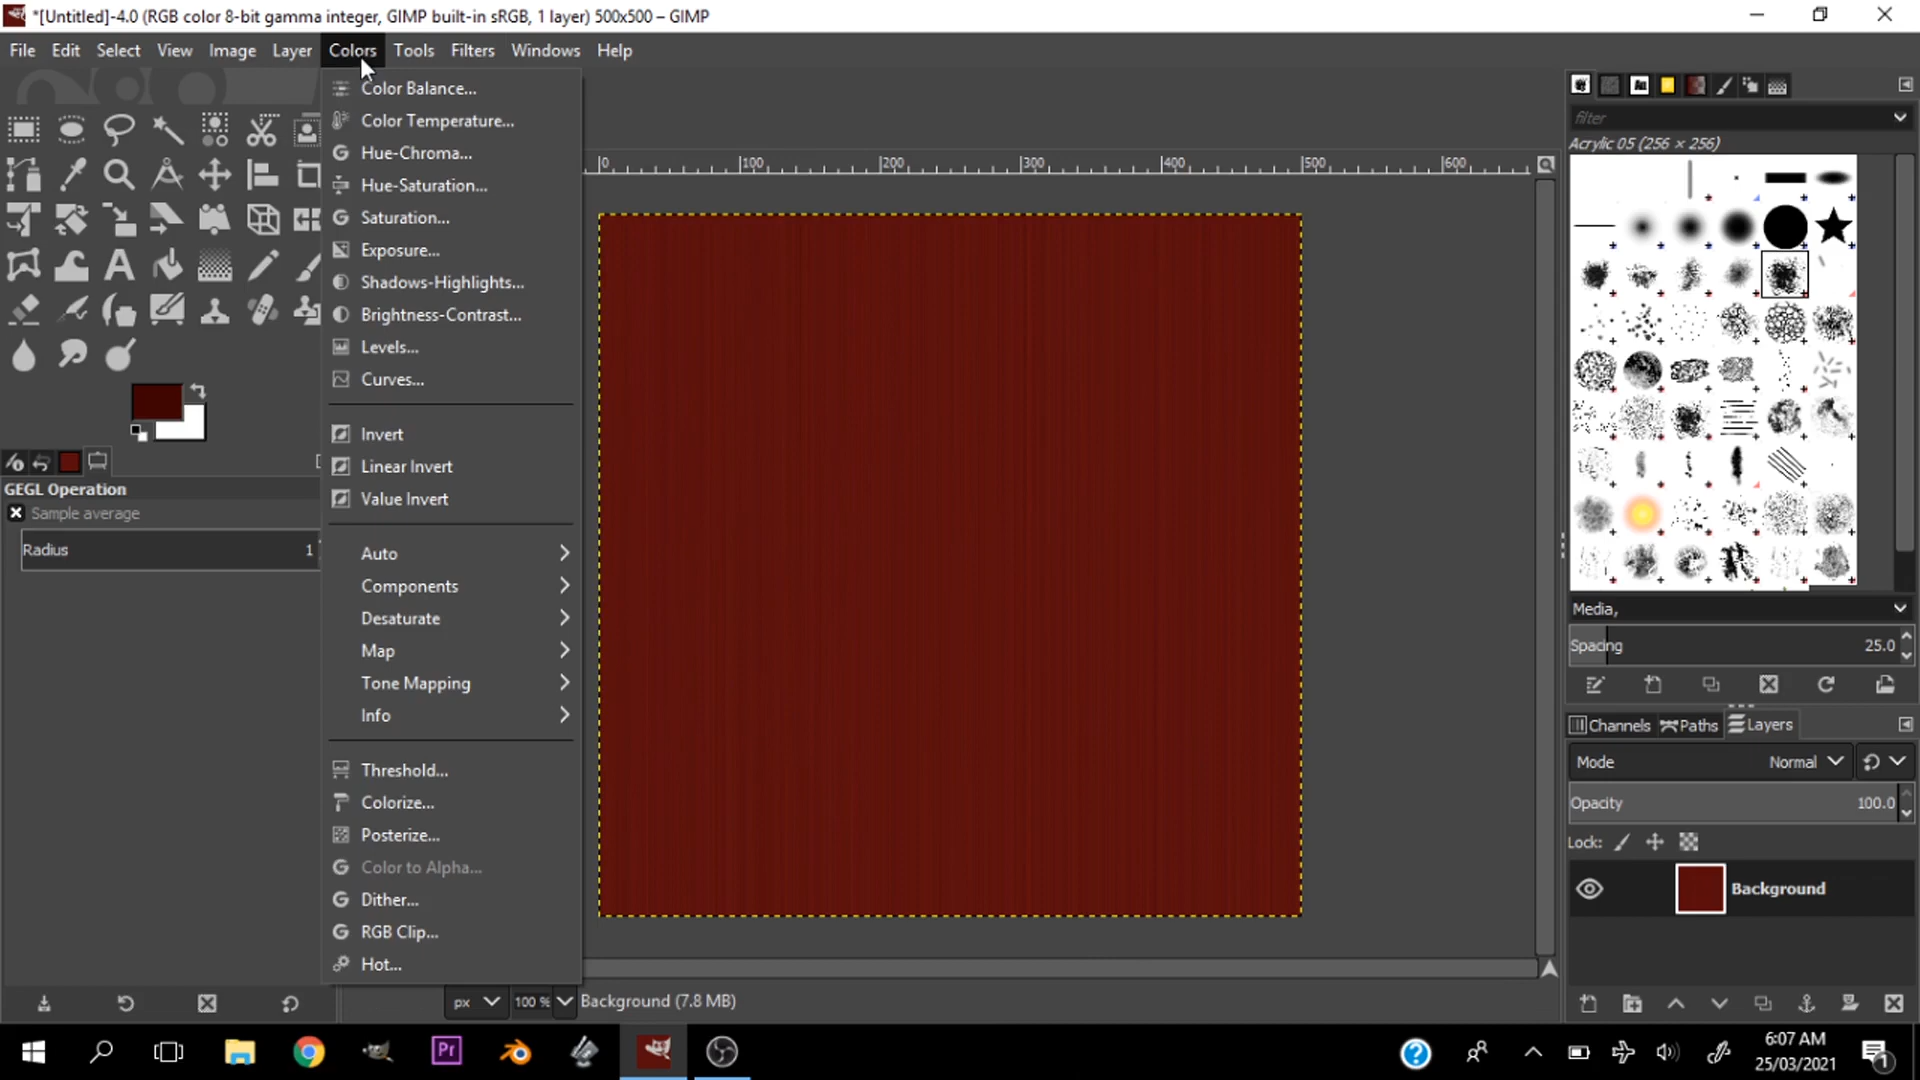 *[Untitled]-4.0 (RGB color 8-bit gamma integer, GIMP built-in sRGB, 1 layer) 500x500 – GIMP
File Edit Select View Image Layer Colors Tools Filters Windows Help
Color Balance...
Color Temperature...
Hue-Chroma...
Hue-Saturation...
Saturation...
Exposure...
Shadows-Highlights...
Brightness-Contrast...
Levels...
Curves...
Invert
Linear Invert
Value Invert
Auto
Components
Desaturate
Map
Tone Mapping
Info
Threshold...
Colorize...
Posterize...
Color to Alpha...
Dither...
RGB Clip...
Hot...
GEGL Operation
Sample average
Radius 1
0 100 200 300 400 500 600
px 100 % Background (7.8 MB)
filter
Acrylic 05 (256 × 256)
Media,
Spacing 25.0
Channels Paths Layers
Mode Normal
Opacity 100.0
Lock:
Background
Pr
6:07 AM
25/03/2021
1